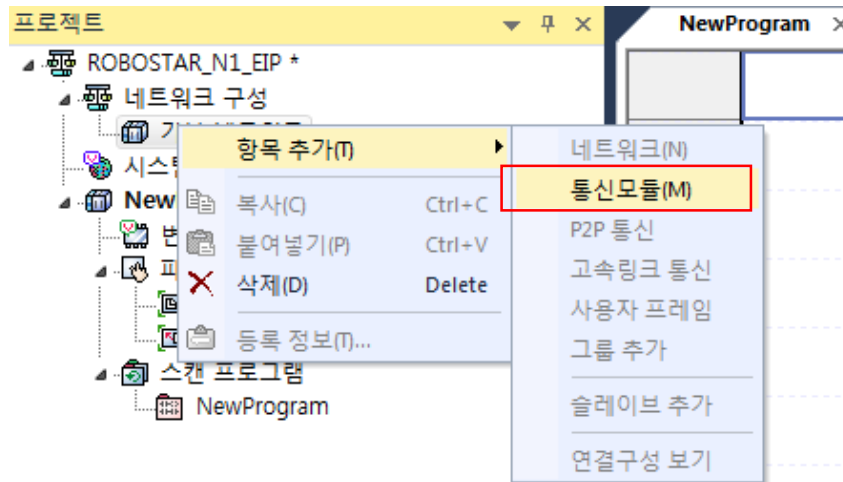 프로젝트
NewProgram
ROBOSTAR_N1_EIP *
네트워크 구성
항목 추가(T)
네트워크(N)
시스
통신모듈(M)
New
복사(C) Ctrl+C
P2P 통신
붙여넣기(P) Ctrl+V
고속링크 통신
삭제(D) Delete
사용자 프레임
등록 정보(T)...
그룹 추가
스캔 프로그램
슬레이브 추가
NewProgram
연결구성 보기